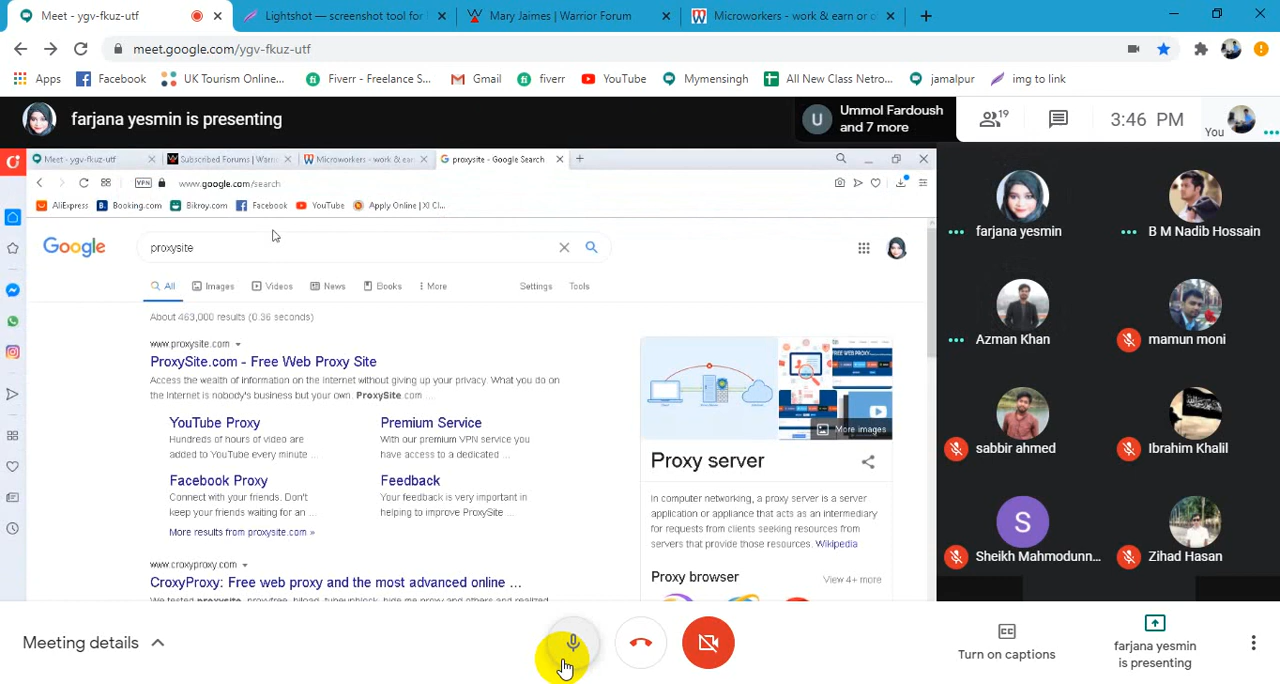 Meet - ygv-fkuz-utf
Lightshot — screenshot tool for
Mary Jaimes | Warrior Forum
Microworkers - work & earn or o
meet.google.com/ygv-fkuz-utf
Apps
Facebook
UK Tourism Online...
Fiverr - Freelance S...
Gmail
fiverr
YouTube
Mymensingh
All New Class Netro...
jamalpur
img to link
farjana yesmin is presenting
U
Ummol Fardoush
and 7 more
19
3:46 PM
You
Meet - ygv-fkuz-utf
Subscribed Forums | Warri
Microworkers - work & ear
proxysite - Google Search
VPN
www.google.com/search
AliExpress
Booking.com
Bikroy.com
Facebook
YouTube
Apply Online | XI Cl...
Google
proxysite
All
Images
Videos
News
Books
More
Settings
Tools
About 463,000 results (0.36 seconds)
www.proxysite.com
ProxySite.com - Free Web Proxy Site
Access the wealth of information on the Internet without giving up your privacy. What you do on
the Internet is nobody's business but your own. ProxySite.com ...
YouTube Proxy
Hundreds of hours of video are
added to YouTube every minute ...
Premium Service
With our premium VPN service you
have access to a dedicated ...
Facebook Proxy
Connect with your friends. Don't
keep your friends waiting for an ...
Feedback
Your feedback is very important in
helping to improve ProxySite ...
More results from proxysite.com »
www.croxyproxy.com
CroxyProxy: Free web proxy and the most advanced online ...
FREE WEB PROXY
More images
Proxy server
In computer networking, a proxy server is a server
application or appliance that acts as an intermediary
for requests from clients seeking resources from
servers that provide those resources. Wikipedia
Proxy browser
View 4+ more
farjana yesmin
B M Nadib Hossain
Azman Khan
mamun moni
sabbir ahmed
Ibrahim Khalil
S
Sheikh Mahmodunn...
Zihad Hasan
Meeting details
Turn on captions
farjana yesmin
is presenting